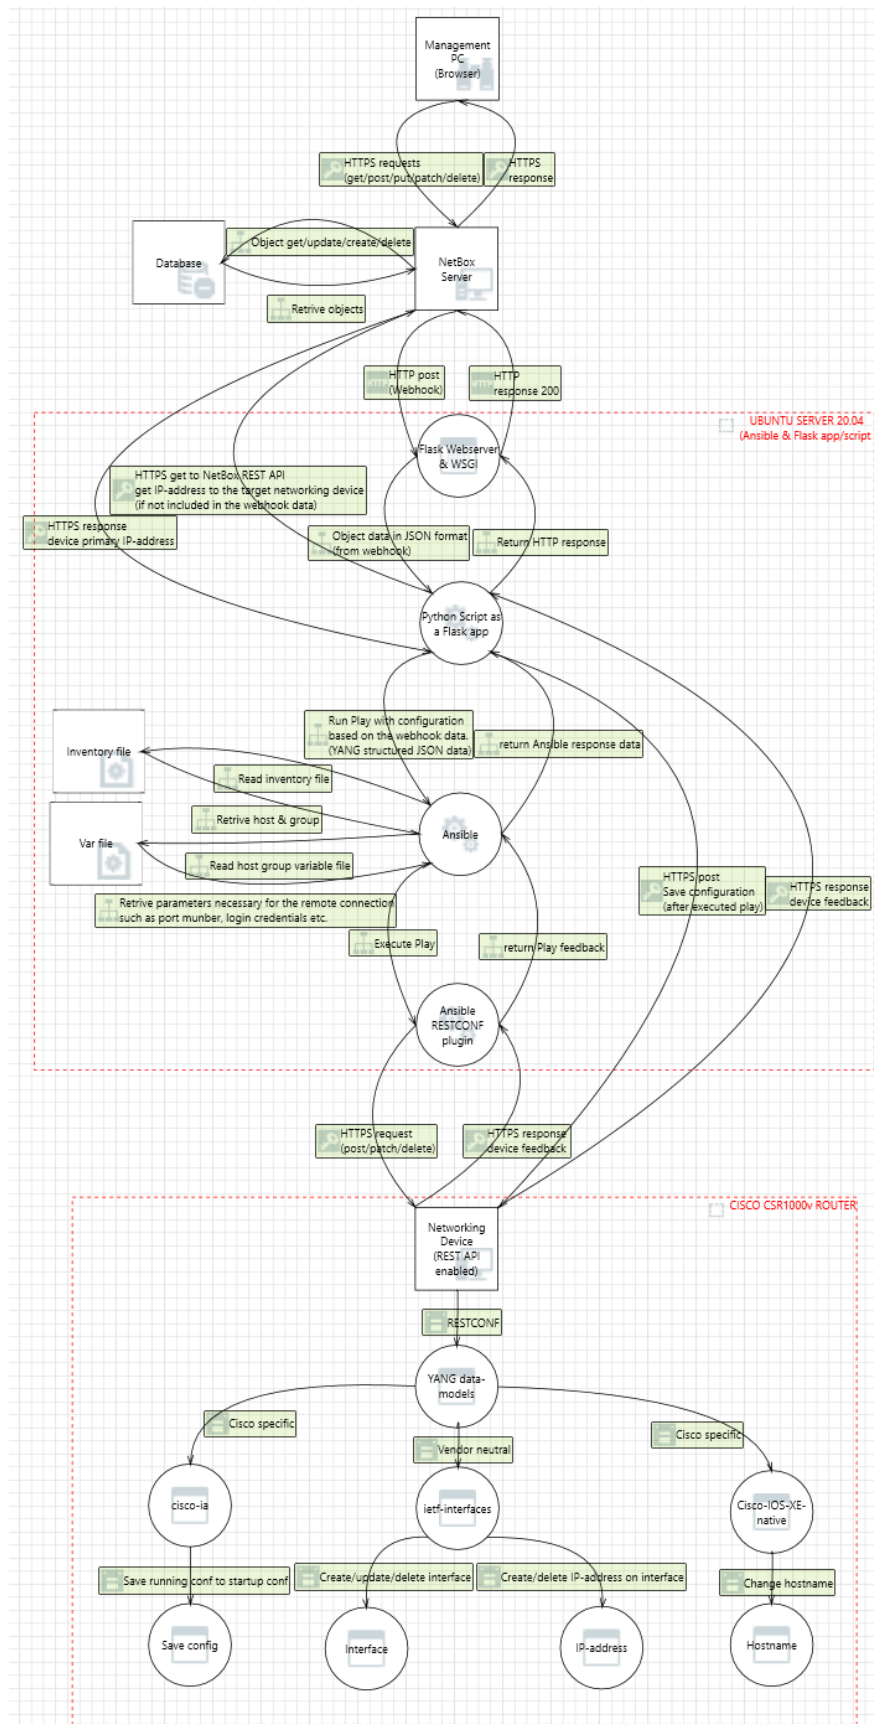 Management
PC
(Browser)
HTTPS requests
(get/post/put/patch/delete)
HTTPS
response
Database
Object get/update/create/delete
NetBox
Server
Retrive objects
HTTP post
(Webhook)
HTTP
response 200
UBUNTU SERVER 20.04
(Ansible & Flask app/script
Flask Webserver
& WSGI
HTTPS get to NetBox REST API
get IP-address to the target networking device
(if not included in the webhook data)
HTTPS response
device primary IP-address
Object data in JSON format
(from webhook)
Return HTTP response
Python Script as
a Flask app
Run Play with configuration
based on the webhook data.
(YANG structured JSON data)
return Ansible response data
Inventory file
Read inventory file
Retrive host & group
Ansible
Var file
Read host group variable file
HTTPS post
Save configuration
(after executed play)
HTTPS response
device feedback
Retrive parameters necessary for the remote connection
such as port munber, login credentials etc.
Execute Play
return Play feedback
Ansible
RESTCONF
plugin
HTTPS request
(post/patch/delete)
HTTPS response
device feedback
CISCO CSR1000v ROUTER
Networking
Device
(REST API
enabled)
RESTCONF
YANG data-
models
Cisco specific
Vendor neutral
Cisco specific
cisco-ia
ietf-interfaces
Cisco-IOS-XE-
native
Save running conf to startup conf
Create/update/delete interface
Create/delete IP-address on interface
Change hostname
Save config
Interface
IP-address
Hostname